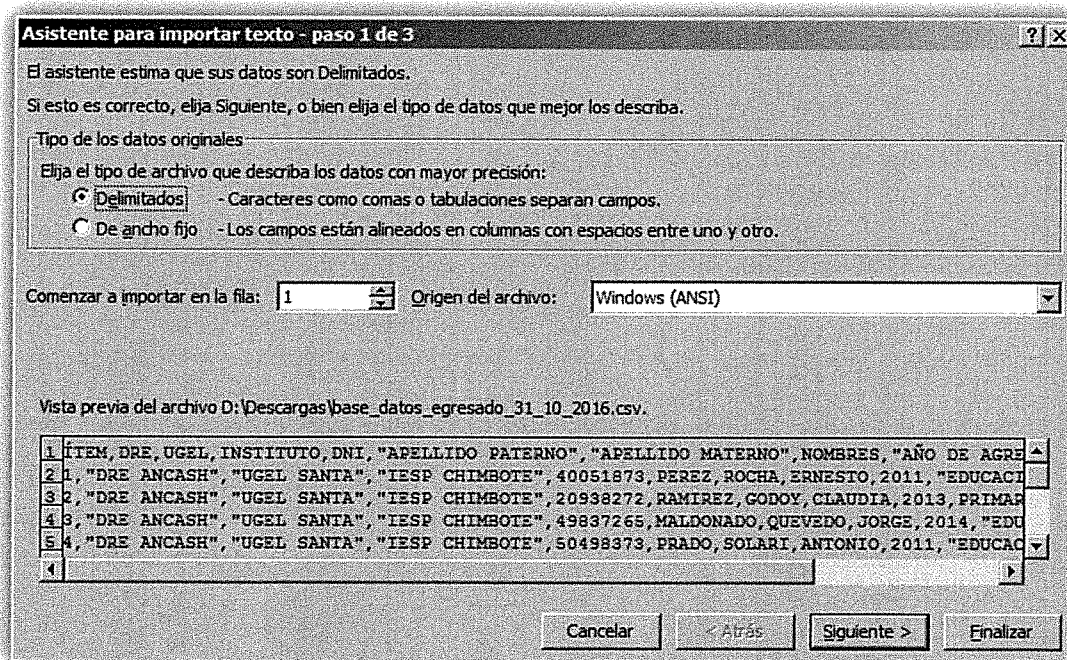 Asistente para importar texto - paso 1 de 3
El asistente estima que sus datos son Delimitados.
Si esto es correcto, elija Siguiente, o bien elija el tipo de datos que mejor los describa.
Tipo de los datos originales
Elija el tipo de archivo que describa los datos con mayor precisión:
Delimitados - Caracteres como comas o tabulaciones separan campos.
De ancho fijo - Los campos están alineados en columnas con espacios entre uno y otro.
Comenzar a importar en la fila: 1 Origen del archivo: Windows (ANSI)
Vista previa del archivo D:\Descargas\base_datos_egresado_31_10_2016.csv.
1 ÍTEM,DRE,UGEL,INSTITUTO,DNI,"APELLIDO PATERNO","APELLIDO MATERNO",NOMBRES,"AÑO DE AGRE
2 1,"DRE ANCASH","UGEL SANTA","IESP CHIMBOTE",40051873,PEREZ,ROCHA,ERNESTO,2011,"EDUCACI
3 2,"DRE ANCASH","UGEL SANTA","IESP CHIMBOTE",20938272,RAMIREZ,GODOY,CLAUDIA,2013,PRIMAR
4 3,"DRE ANCASH","UGEL SANTA","IESP CHIMBOTE",49837265,MALDONADO,QUEVEDO,JORGE,2014,"EDU
5 4,"DRE ANCASH","UGEL SANTA","IESP CHIMBOTE",50498373,PRADO,SOLARI,ANTONIO,2011,"EDUCAC
Cancelar < Atrás Siguiente > Finalizar